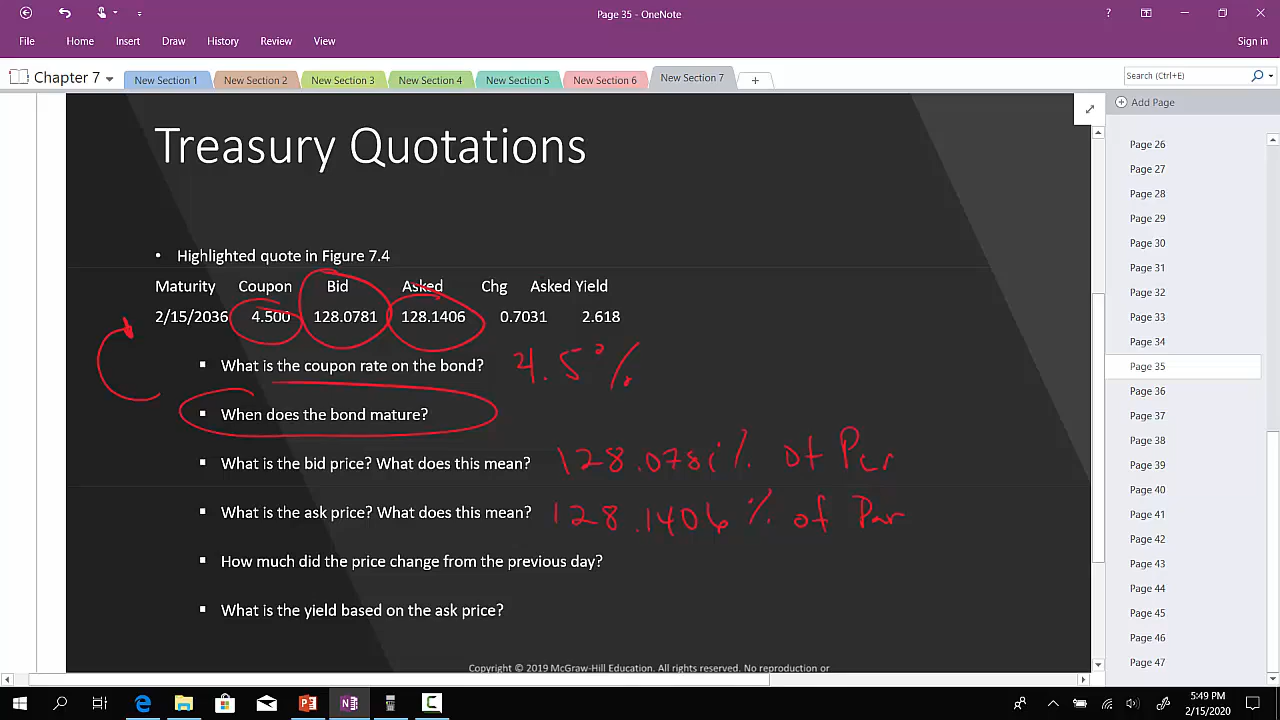 Page 35 - OneNote
?
File Home Insert Draw History Review View
Sign in
Chapter 7 New Section 1 New Section 2 New Section 3 New Section 4 New Section 5 New Section 6 New Section 7 +
Search (Ctrl+E)
Add Page
Treasury Quotations
• Highlighted quote in Figure 7.4
Maturity Coupon Bid Asked Chg Asked Yield
2/15/2036 4.500 128.0781 128.1406 0.7031 2.618
▪ What is the coupon rate on the bond? 4.5%
▪ When does the bond mature?
▪ What is the bid price? What does this mean? 128.0781% of Par
▪ What is the ask price? What does this mean? 128.1406% of Par
▪ How much did the price change from the previous day?
▪ What is the yield based on the ask price?
Copyright © 2019 McGraw-Hill Education. All rights reserved. No reproduction or
Page 26
Page 27
Page 28
Page 29
Page 30
Page 31
Page 32
Page 33
Page 34
Page 35
Page 36
Page 37
Page 38
Page 39
Page 40
Page 41
Page 42
Page 43
Page 44
Page 45
Page 46
Page 47
5:49 PM
2/15/2020